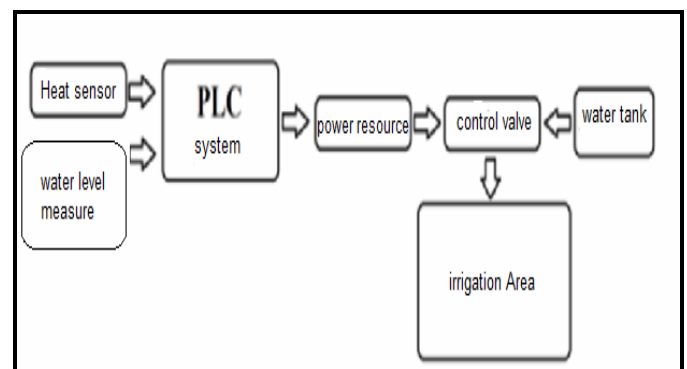 Heat sensor
PLC
system
power resource
control valve
water tank
water level
measure
irrigation Area